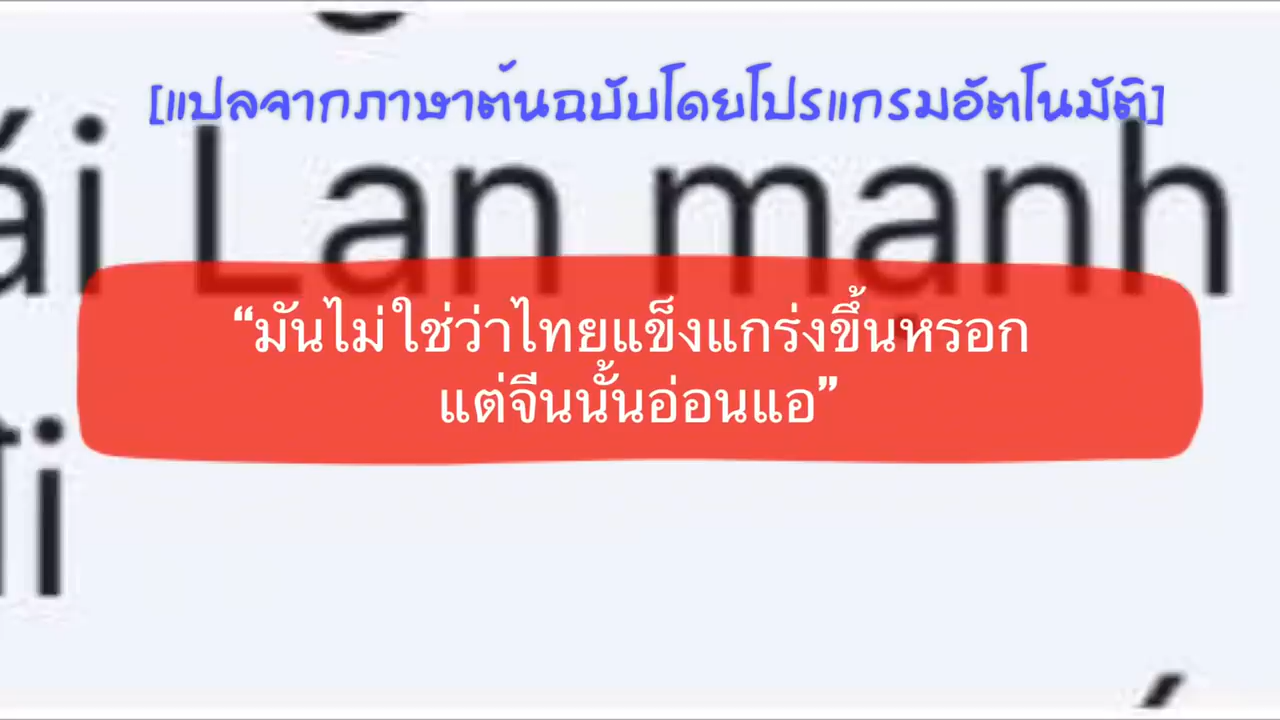 [แปลจากภาษาต้นฉบับโดยโปรแกรมอัตโนมัติ]
ái Lan mạnh
“มันไม่ใช่ว่าไทยแข็งแกร่งขึ้นหรอก
แต่จีนนั้นอ่อนแอ”